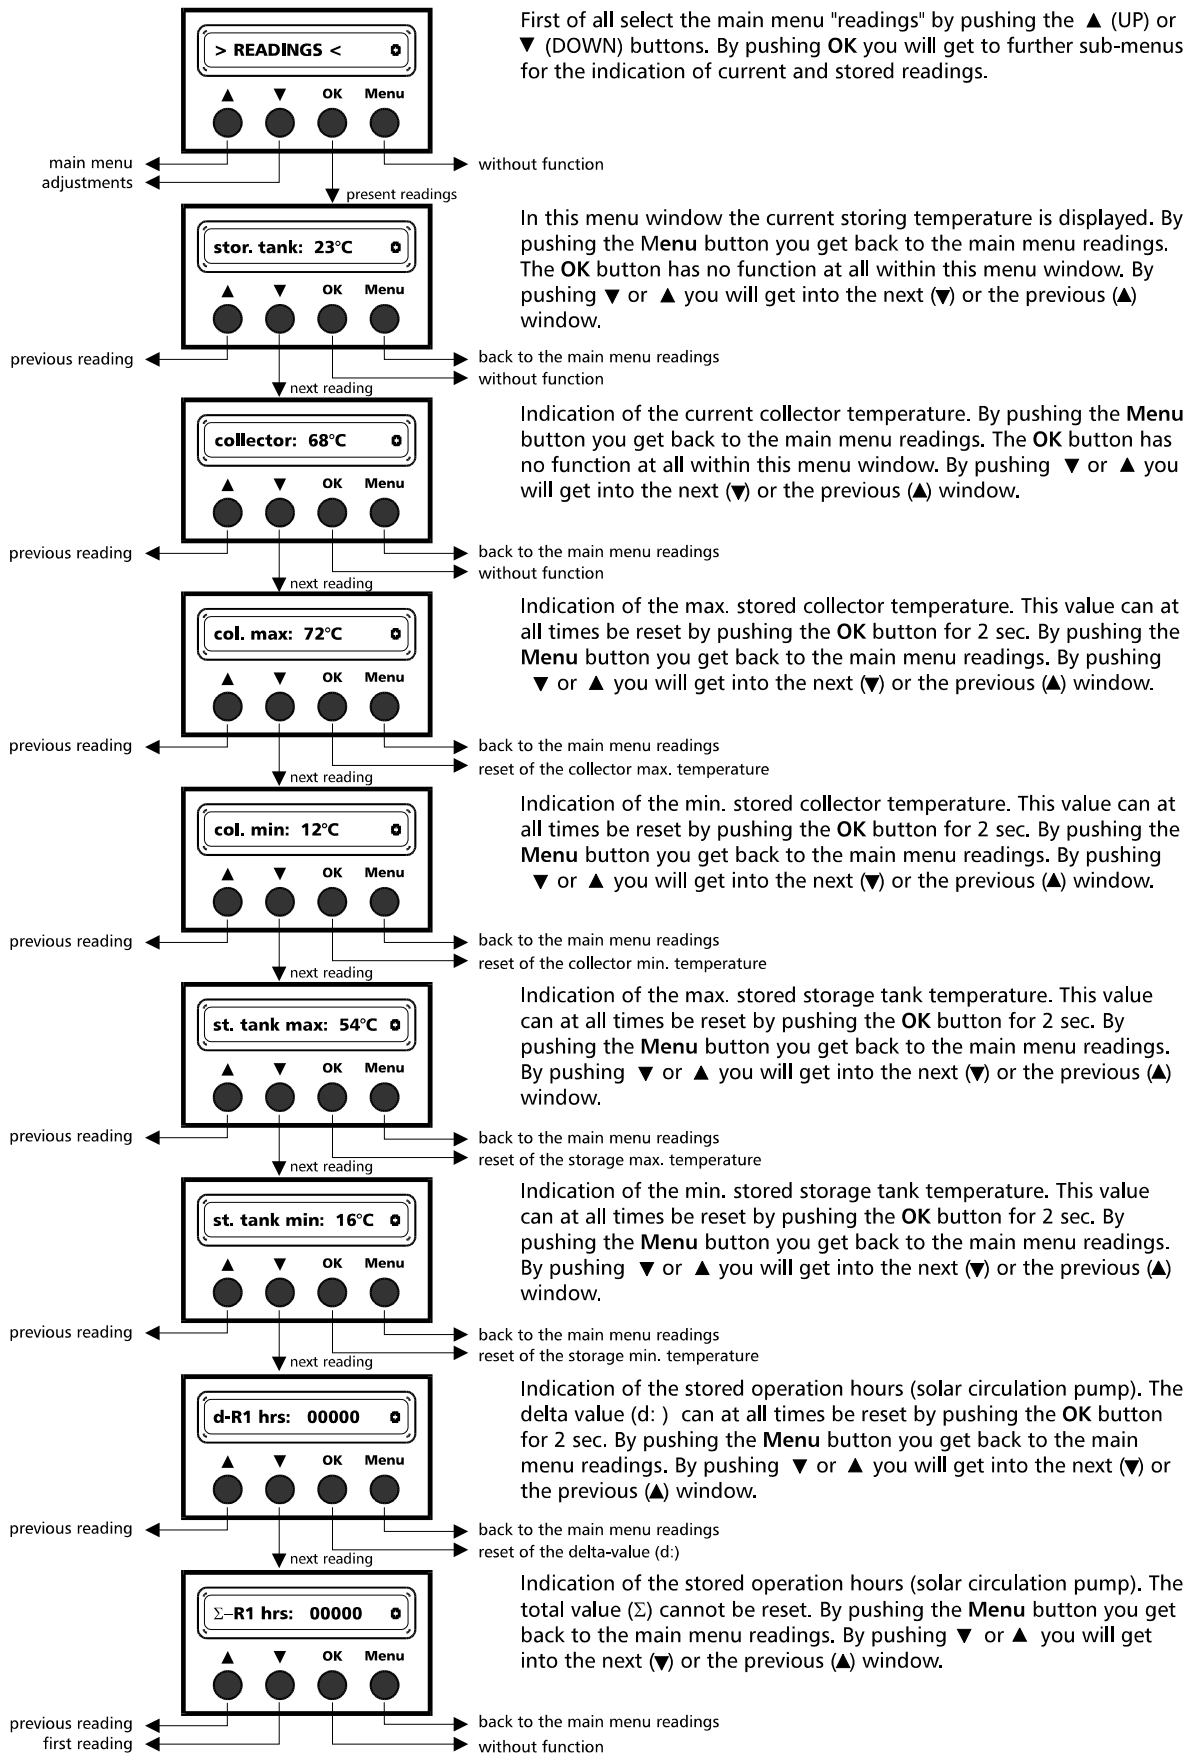 > READINGS < o
▲ ▼ OK Menu
main menu
adjustments
without function
present readings
First of all select the main menu "readings" by pushing the ▲ (UP) or
▼ (DOWN) buttons. By pushing OK you will get to further sub-menus
for the indication of current and stored readings.
stor. tank: 23°C o
▲ ▼ OK Menu
previous reading
back to the main menu readings
without function
next reading
In this menu window the current storing temperature is displayed. By
pushing the Menu button you get back to the main menu readings.
The OK button has no function at all within this menu window. By
pushing ▼ or ▲ you will get into the next (▼) or the previous (▲)
window.
collector: 68°C o
▲ ▼ OK Menu
previous reading
back to the main menu readings
without function
next reading
Indication of the current collector temperature. By pushing the Menu
button you get back to the main menu readings. The OK button has
no function at all within this menu window. By pushing ▼ or ▲ you
will get into the next (▼) or the previous (▲) window.
col. max: 72°C o
▲ ▼ OK Menu
previous reading
back to the main menu readings
reset of the collector max. temperature
next reading
Indication of the max. stored collector temperature. This value can at
all times be reset by pushing the OK button for 2 sec. By pushing the
Menu button you get back to the main menu readings. By pushing
▼ or ▲ you will get into the next (▼) or the previous (▲) window.
col. min: 12°C o
▲ ▼ OK Menu
previous reading
back to the main menu readings
reset of the collector min. temperature
next reading
Indication of the min. stored collector temperature. This value can at
all times be reset by pushing the OK button for 2 sec. By pushing the
Menu button you get back to the main menu readings. By pushing
▼ or ▲ you will get into the next (▼) or the previous (▲) window.
st. tank max: 54°C o
▲ ▼ OK Menu
previous reading
back to the main menu readings
reset of the storage max. temperature
next reading
Indication of the max. stored storage tank temperature. This value
can at all times be reset by pushing the OK button for 2 sec. By
pushing the Menu button you get back to the main menu readings.
By pushing ▼ or ▲ you will get into the next (▼) or the previous (▲)
window.
st. tank min: 16°C o
▲ ▼ OK Menu
previous reading
back to the main menu readings
reset of the storage min. temperature
next reading
Indication of the min. stored storage tank temperature. This value
can at all times be reset by pushing the OK button for 2 sec. By
pushing the Menu button you get back to the main menu readings.
By pushing ▼ or ▲ you will get into the next (▼) or the previous (▲)
window.
d-R1 hrs: 00000 o
▲ ▼ OK Menu
previous reading
back to the main menu readings
reset of the delta-value (d:)
next reading
Indication of the stored operation hours (solar circulation pump). The
delta value (d: ) can at all times be reset by pushing the OK button
for 2 sec. By pushing the Menu button you get back to the main
menu readings. By pushing ▼ or ▲ you will get into the next (▼) or
the previous (▲) window.
Σ–R1 hrs: 00000 o
▲ ▼ OK Menu
previous reading
first reading
back to the main menu readings
without function
Indication of the stored operation hours (solar circulation pump). The
total value (Σ) cannot be reset. By pushing the Menu button you get
back to the main menu readings. By pushing ▼ or ▲ you will get
into the next (▼) or the previous (▲) window.